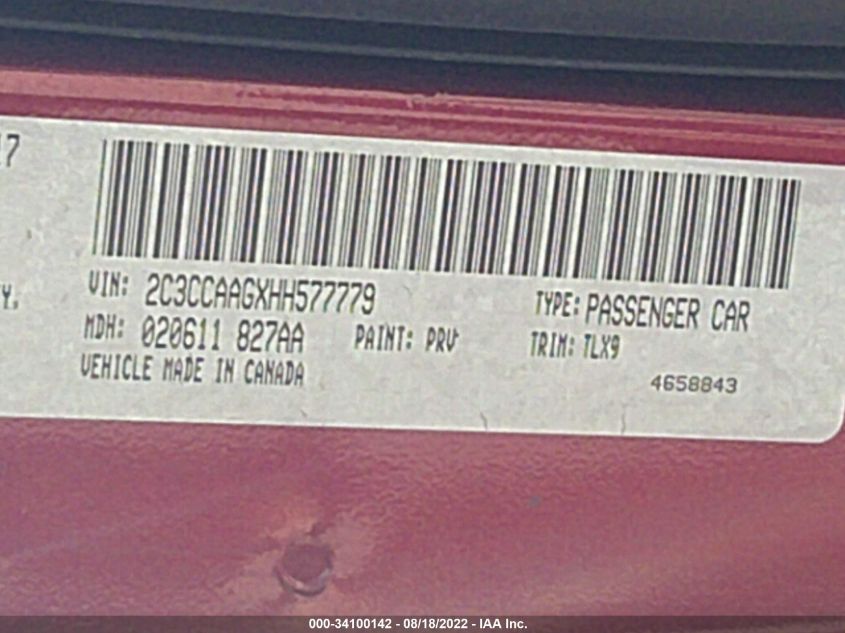 17
VIN: 2C3CCAAGXHH577779
TYPE: PASSENGER CAR
Y.
MDH: 020611 827AA
PAINT: PRV
TRIM: TLX9
VEHICLE MADE IN CANADA
4658843
000-34100142 - 08/18/2022 - IAA Inc.